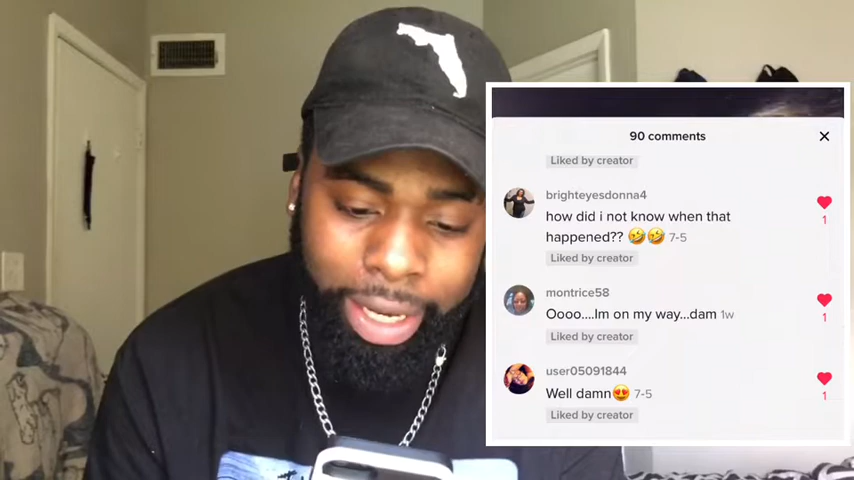 90 comments
Liked by creator
brighteyesdonna4
how did i not know when that
happened?? 🤣🤣 7-5
1
Liked by creator
montrice58
Oooo....Im on my way...dam 1w
1
Liked by creator
user05091844
Well damn😍 7-5
1
Liked by creator